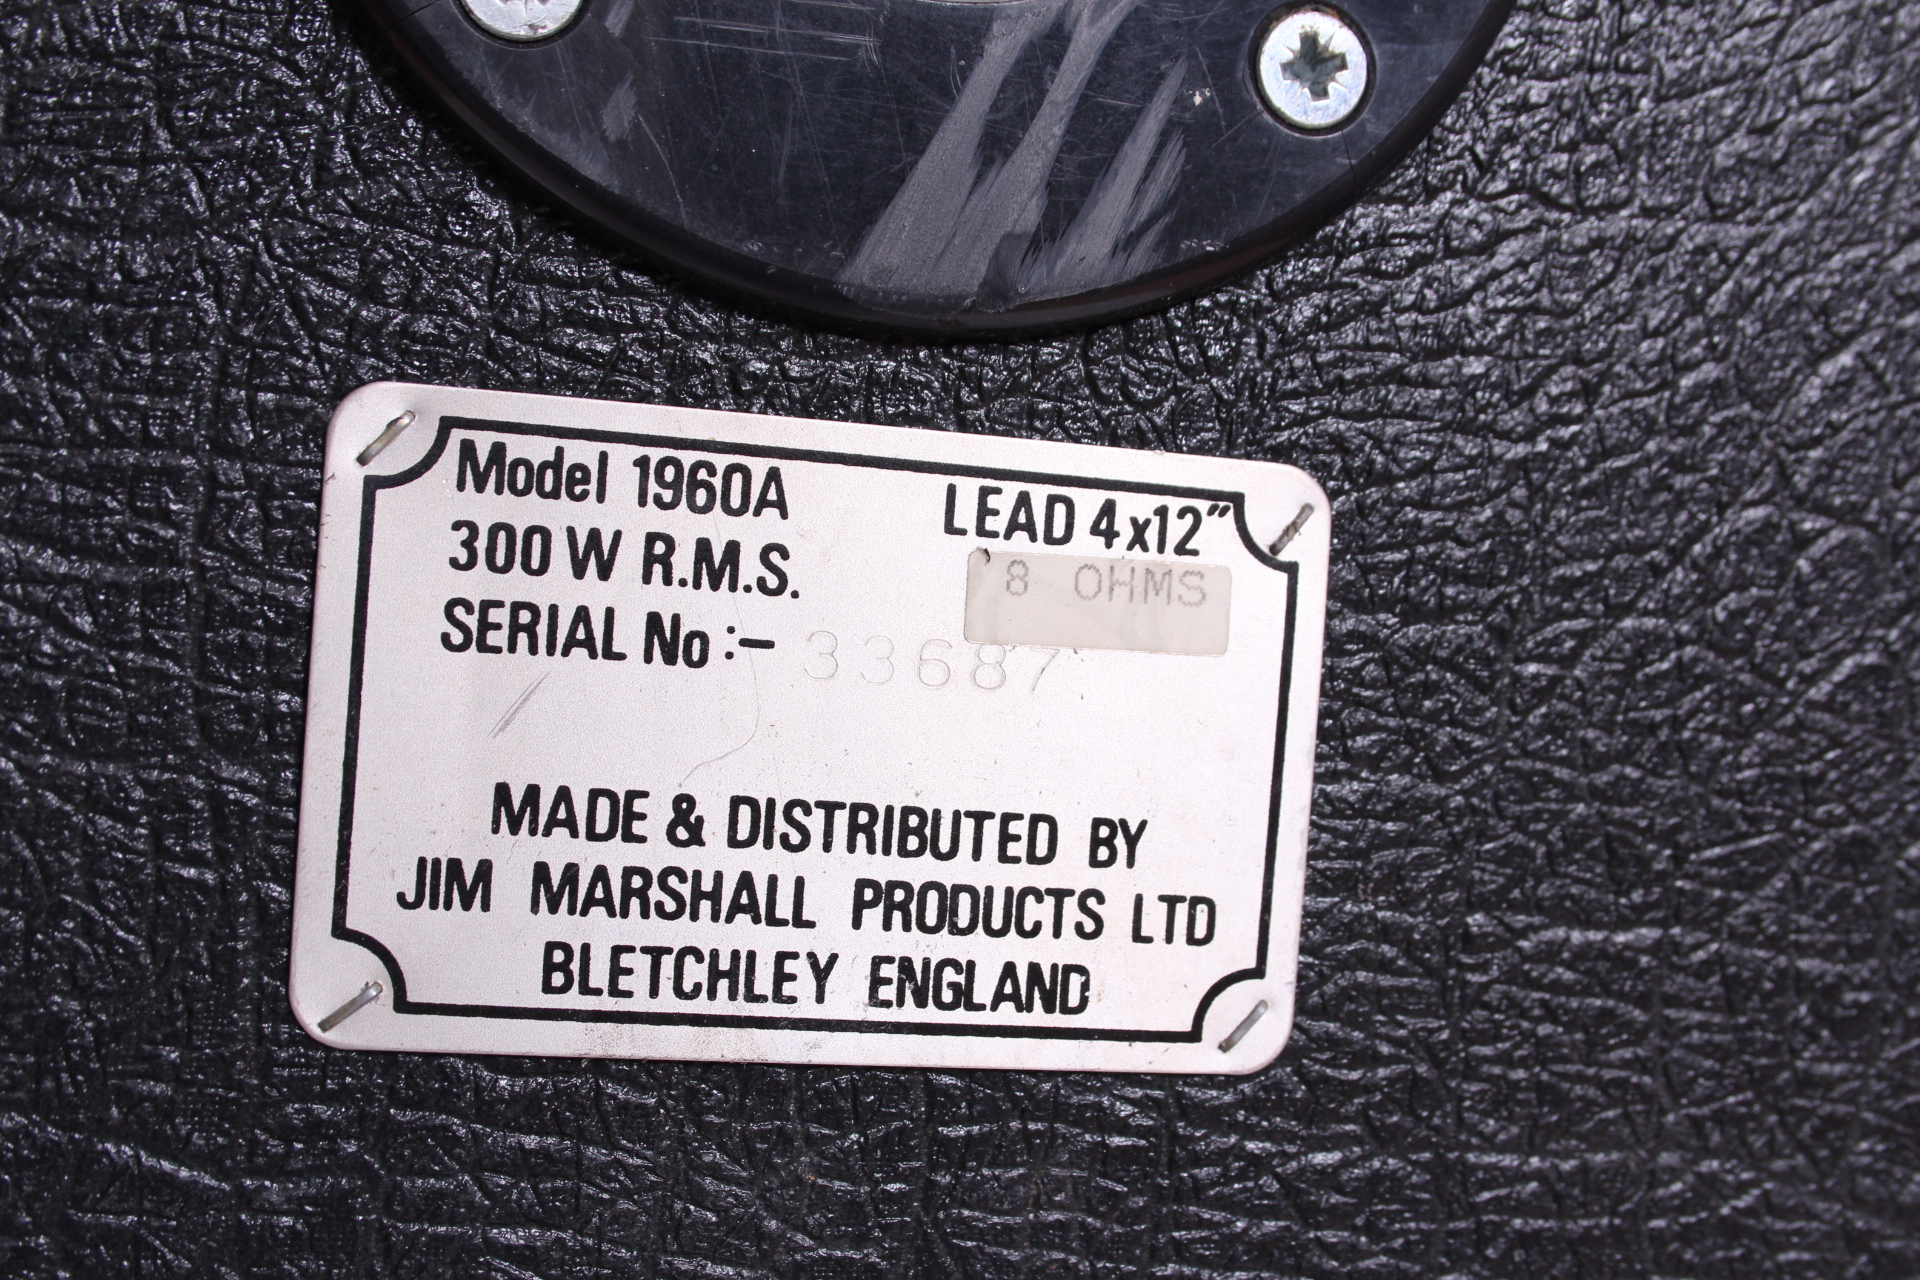 Model 1960A LEAD 4x12"
300 W R.M.S. 8 OHMS
SERIAL No :- 33687
MADE & DISTRIBUTED BY
JIM MARSHALL PRODUCTS LTD
BLETCHLEY ENGLAND